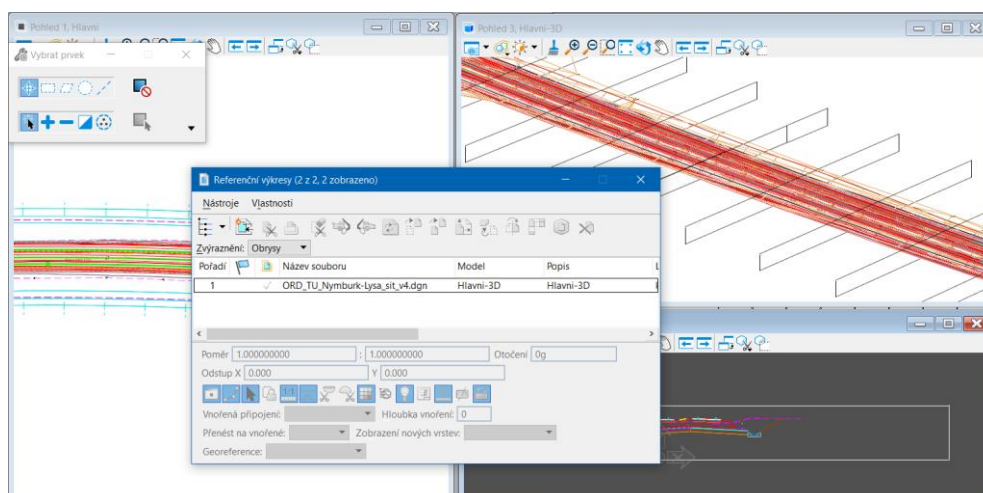 Pohled 1, Hlavni
Vybrat prvek
Pohled 3, Hlavni-3D
Referenční výkresy (2 z 2, 2 zobrazeno)
Nástroje Vlastnosti
Zvýraznění: Obrysy
Pořadí Název souboru Model Popis L
1 ORD_TU_Nymburk-Lysa_sit_v4.dgn Hlavni-3D Hlavni-3D
Poměr 1.000000000 : 1.000000000 Otočení 0g
Odstup X 0.000 Y 0.000
Vnořená připojení: Hloubka vnoření: 0
Přenést na vnořené: Zobrazení nových vrstev:
Georeference: